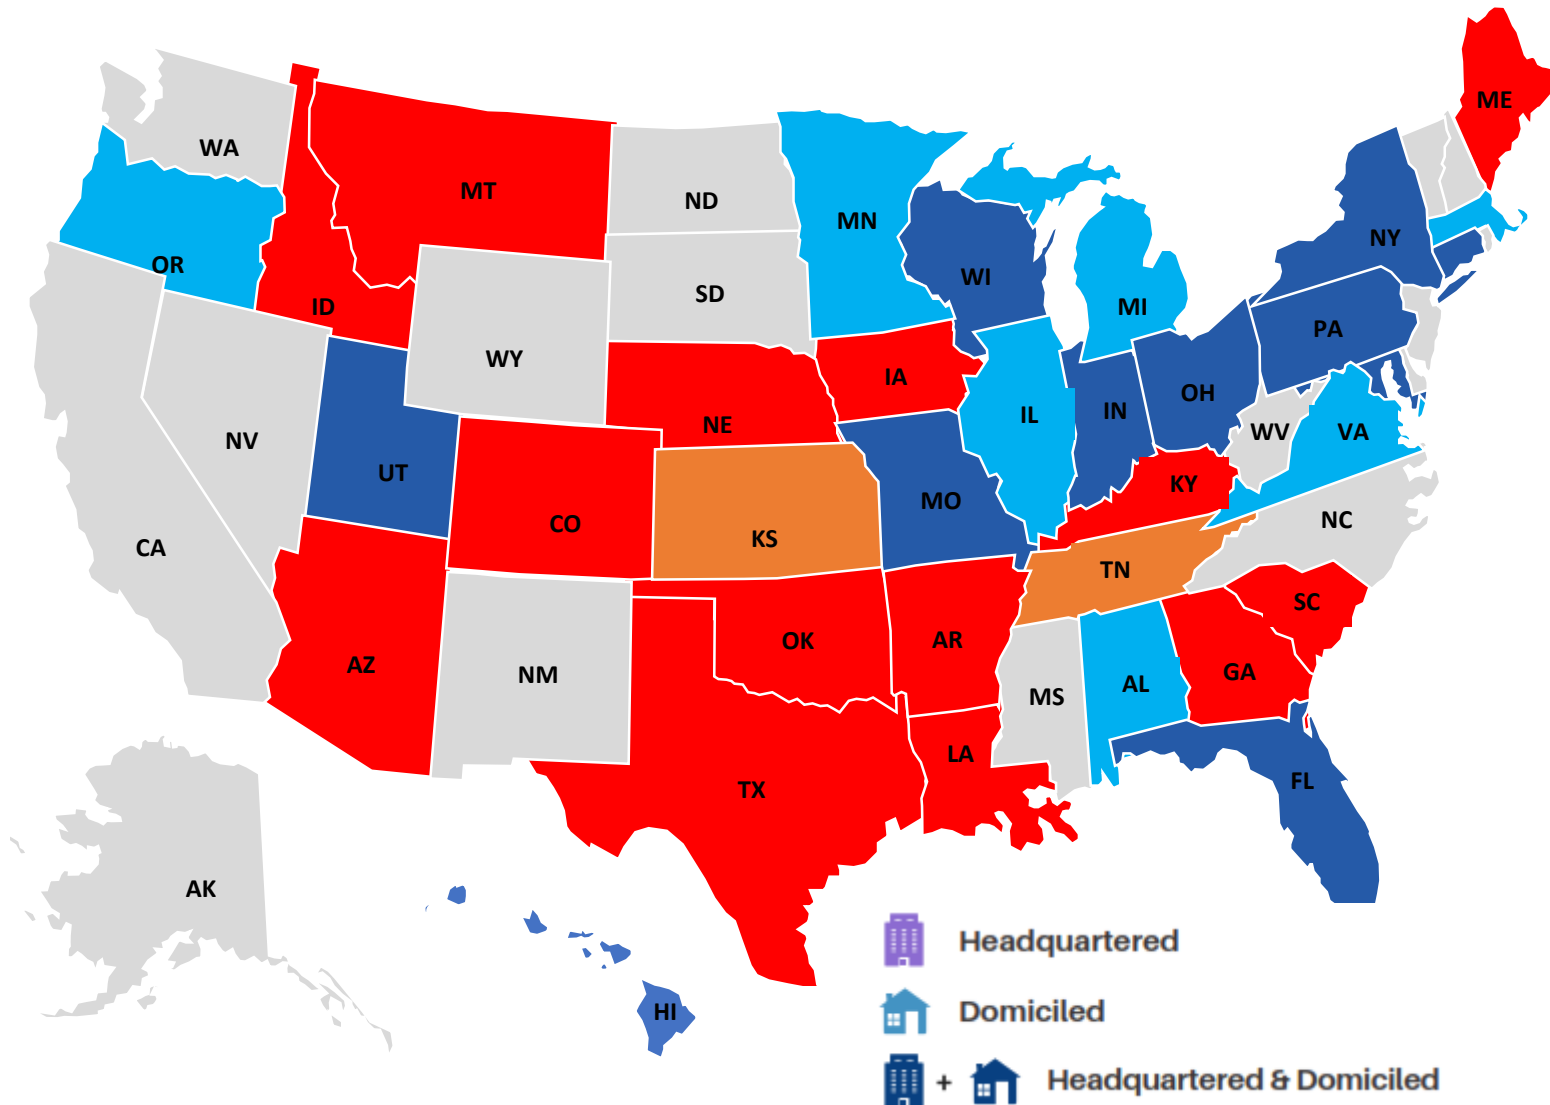 ME
WA
MT
ND
MN
NY
OR
WI
SD
ID
MI
PA
WY
IA
OH
NE
IL
IN
WV
VA
NV
UT
KY
MO
CO
NC
KS
CA
TN
SC
OK
AR
AZ
GA
NM
AL
MS
LA
FL
TX
AK
Headquartered
HI
Domiciled
+
Headquartered & Domiciled